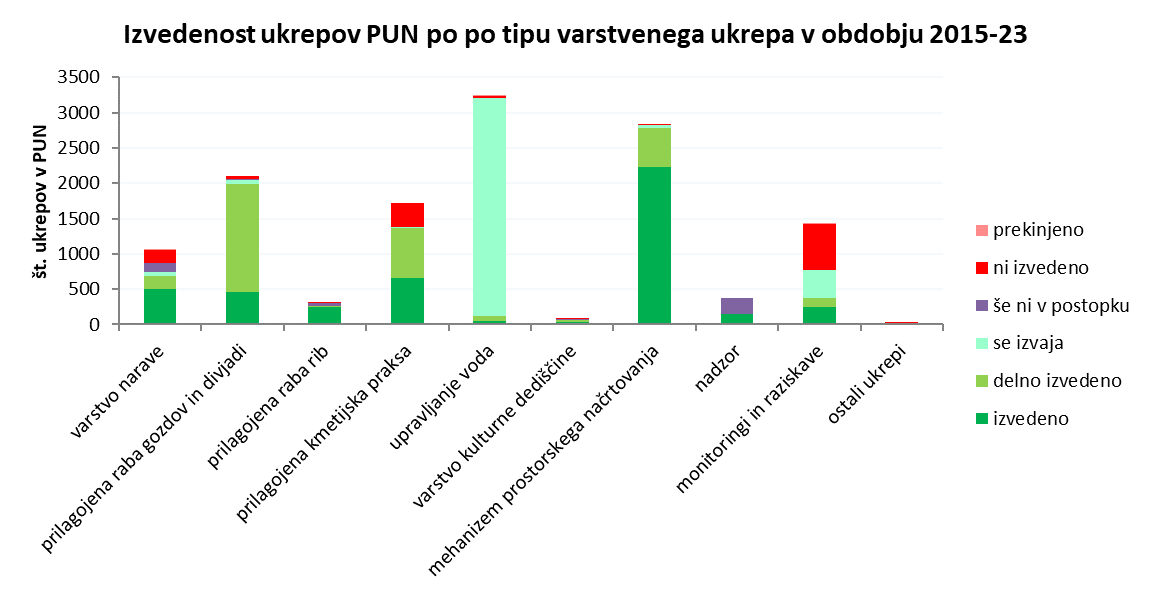 Izvedenost ukrepov PUN po po tipu varstvenega ukrepa v obdobju 2015-23
št. ukrepov v PUN
3500
3000
2500
2000
1500
1000
500
0
varstvo narave
prilagojena raba gozdov in divjadi
prilagojena raba rib
prilagojena kmetijska praksa
upravljanje voda
varstvo kulturne dediščine
mehanizem prostorskega načrtovanja
nadzor
monitoringi in raziskave
ostali ukrepi
prekinjeno
ni izvedeno
še ni v postopku
se izvaja
delno izvedeno
izvedeno